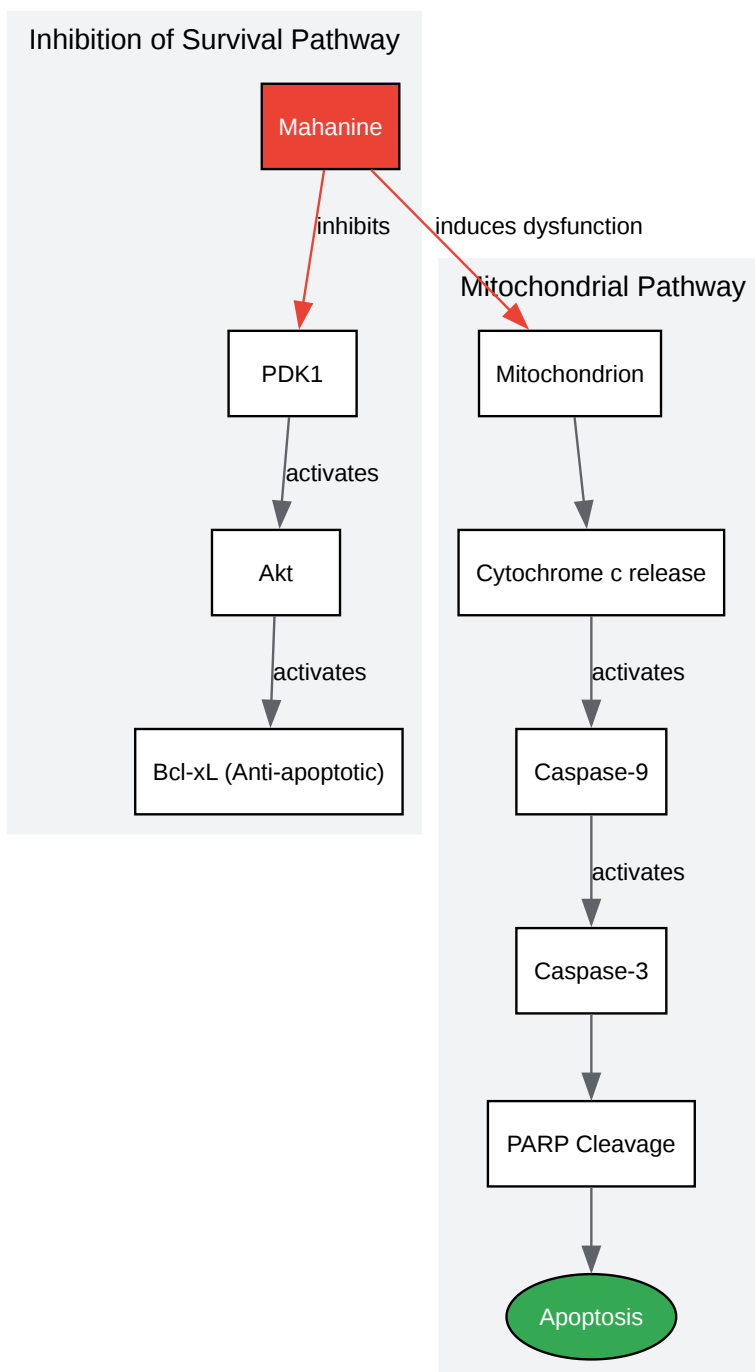 Inhibition of Survival Pathway
Mahanine
inhibits
induces dysfunction
Mitochondrial Pathway
PDK1
Mitochondrion
activates
Akt
Cytochrome c release
activates
activates
Bcl-xL (Anti-apoptotic)
Caspase-9
activates
Caspase-3
PARP Cleavage
Apoptosis